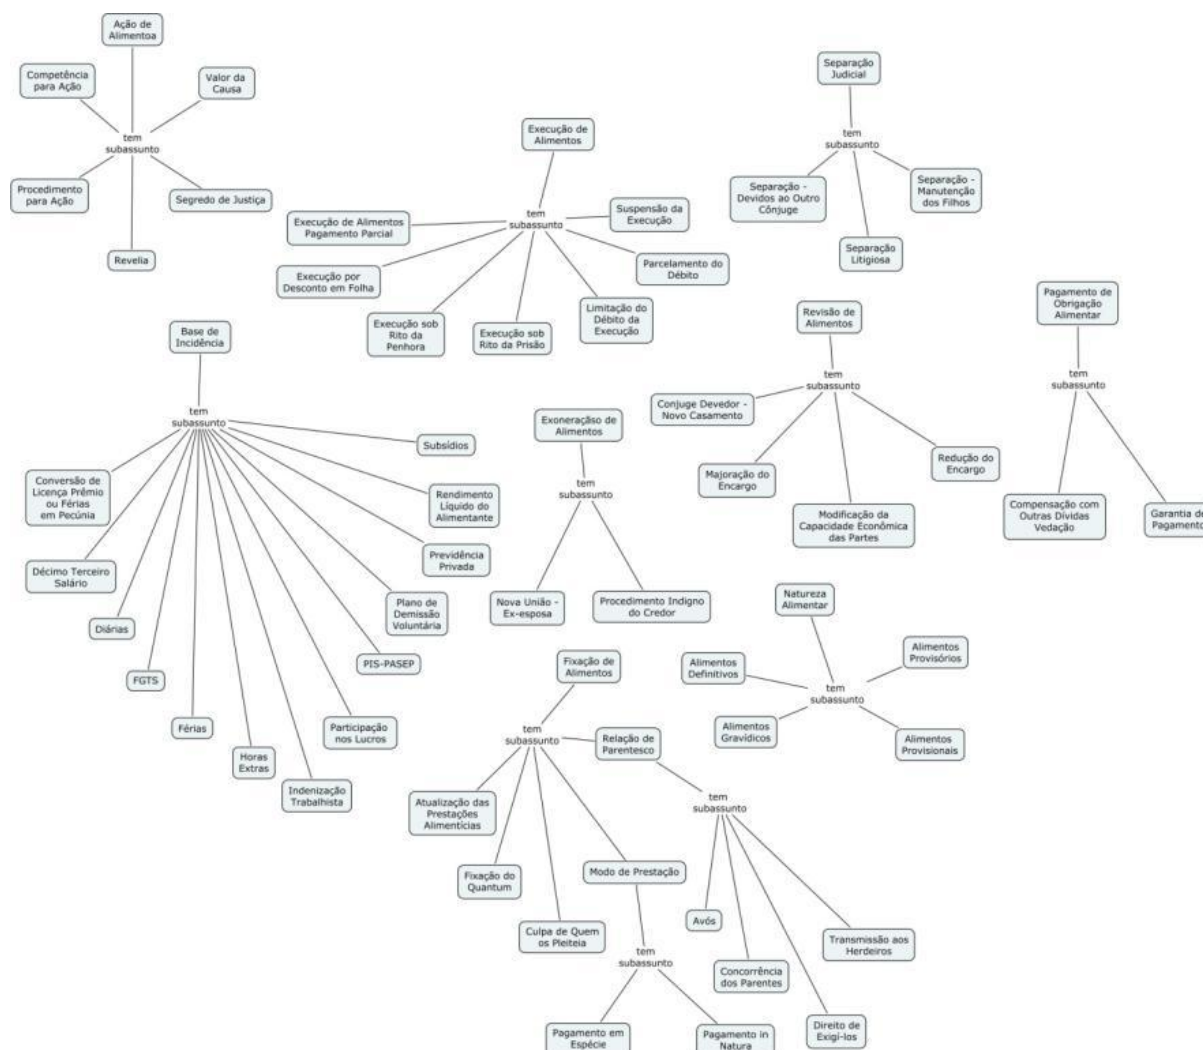 Ação de
Alimentoa
Competência
para Ação
Valor da
Causa
tem
subassunto
Procedimento
para Ação
Segredo de Justiça
Revelia
Execução de
Alimentos
tem
subassunto
Execução de Alimentos
Pagamento Parcial
Suspensão da
Execução
Execução por
Desconto em Folha
Parcelamento do
Débito
Execução sob
Rito da
Penhora
Execução sob
Rito da Prisão
Limitação do
Débito da
Execução
Separação
Judicial
tem
subassunto
Separação -
Devidos ao Outro
Cônjuge
Separação -
Manutenção
dos Filhos
Separação
Litigiosa
Base de
Incidência
tem
subassunto
Subsídios
Conversão de
Licença Prêmio
ou Férias
em Pecúnia
Rendimento
Líquido do
Alimentante
Décimo Terceiro
Salário
Previdência
Privada
Diárias
Plano de
Demissão
Voluntária
FGTS
PIS-PASEP
Férias
Participação
nos Lucros
Horas
Extras
Indenização
Trabalhista
Exoneraçãso de
Alimentos
tem
subassunto
Nova União -
Ex-esposa
Procedimento Indigno
do Credor
Revisão de
Alimentos
tem
subassunto
Conjuge Devedor -
Novo Casamento
Majoração do
Encargo
Modificação da
Capacidade Econômica
das Partes
Redução do
Encargo
Pagamento de
Obrigação
Alimentar
tem
subassunto
Compensação com
Outras Dívidas
Vedação
Garantia de
Pagamento
Natureza
Alimentar
tem
subassunto
Alimentos
Definitivos
Alimentos
Provisórios
Alimentos
Gravídicos
Alimentos
Provisionais
Fixação de
Alimentos
tem
subassunto
Relação de
Parentesco
Atualização das
Prestações
Alimentícias
Fixação do
Quantum
Culpa de Quem
os Pleiteia
Modo de Prestação
tem
subassunto
Pagamento em
Espécie
Pagamento in
Natura
tem
subassunto
Avós
Concorrência
dos Parentes
Direito de
Exigí-los
Transmissão aos
Herdeiros